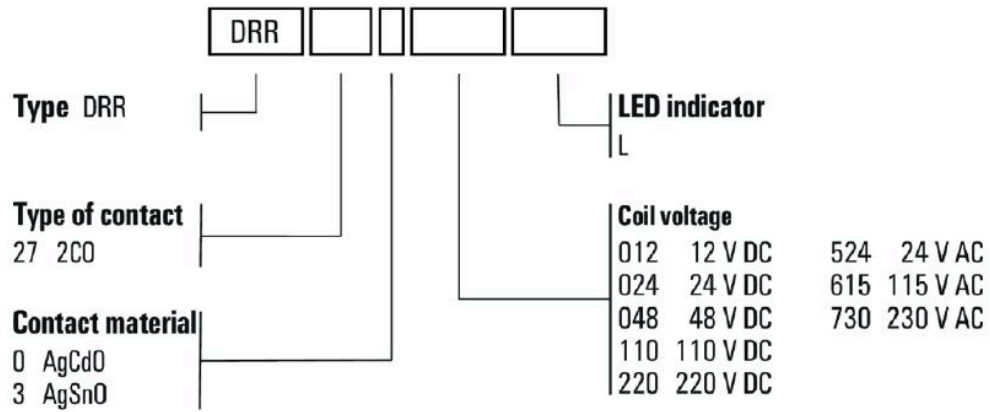 DRR
Type DRR
LED indicator
L
Type of contact
27 2CO
Contact material
0 AgCdO
3 AgSnO
Coil voltage
012 12 V DC 524 24 V AC
024 24 V DC 615 115 V AC
048 48 V DC 730 230 V AC
110 110 V DC
220 220 V DC